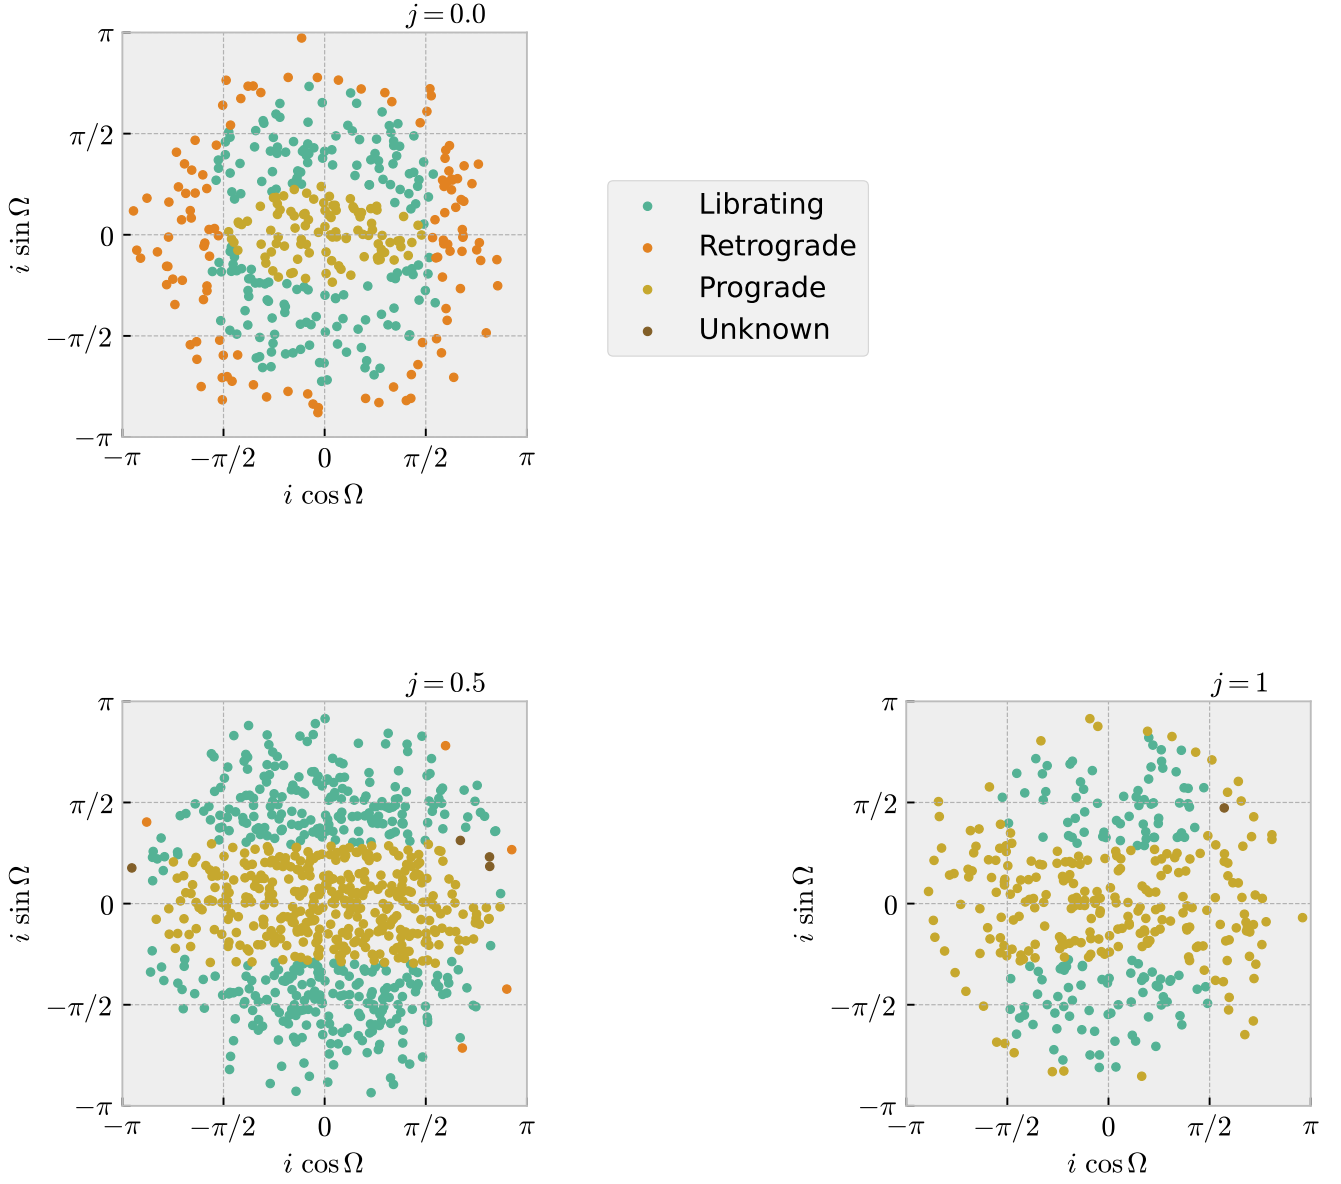 j = 0.0
π
π/2
0
−π/2
−π
i sin Ω
−π −π/2 0 π/2 π
i cos Ω
Librating
Retrograde
Prograde
Unknown
j = 0.5
π
π/2
0
−π/2
−π
i sin Ω
−π −π/2 0 π/2 π
i cos Ω
j = 1
π
π/2
0
−π/2
−π
i sin Ω
−π −π/2 0 π/2 π
i cos Ω